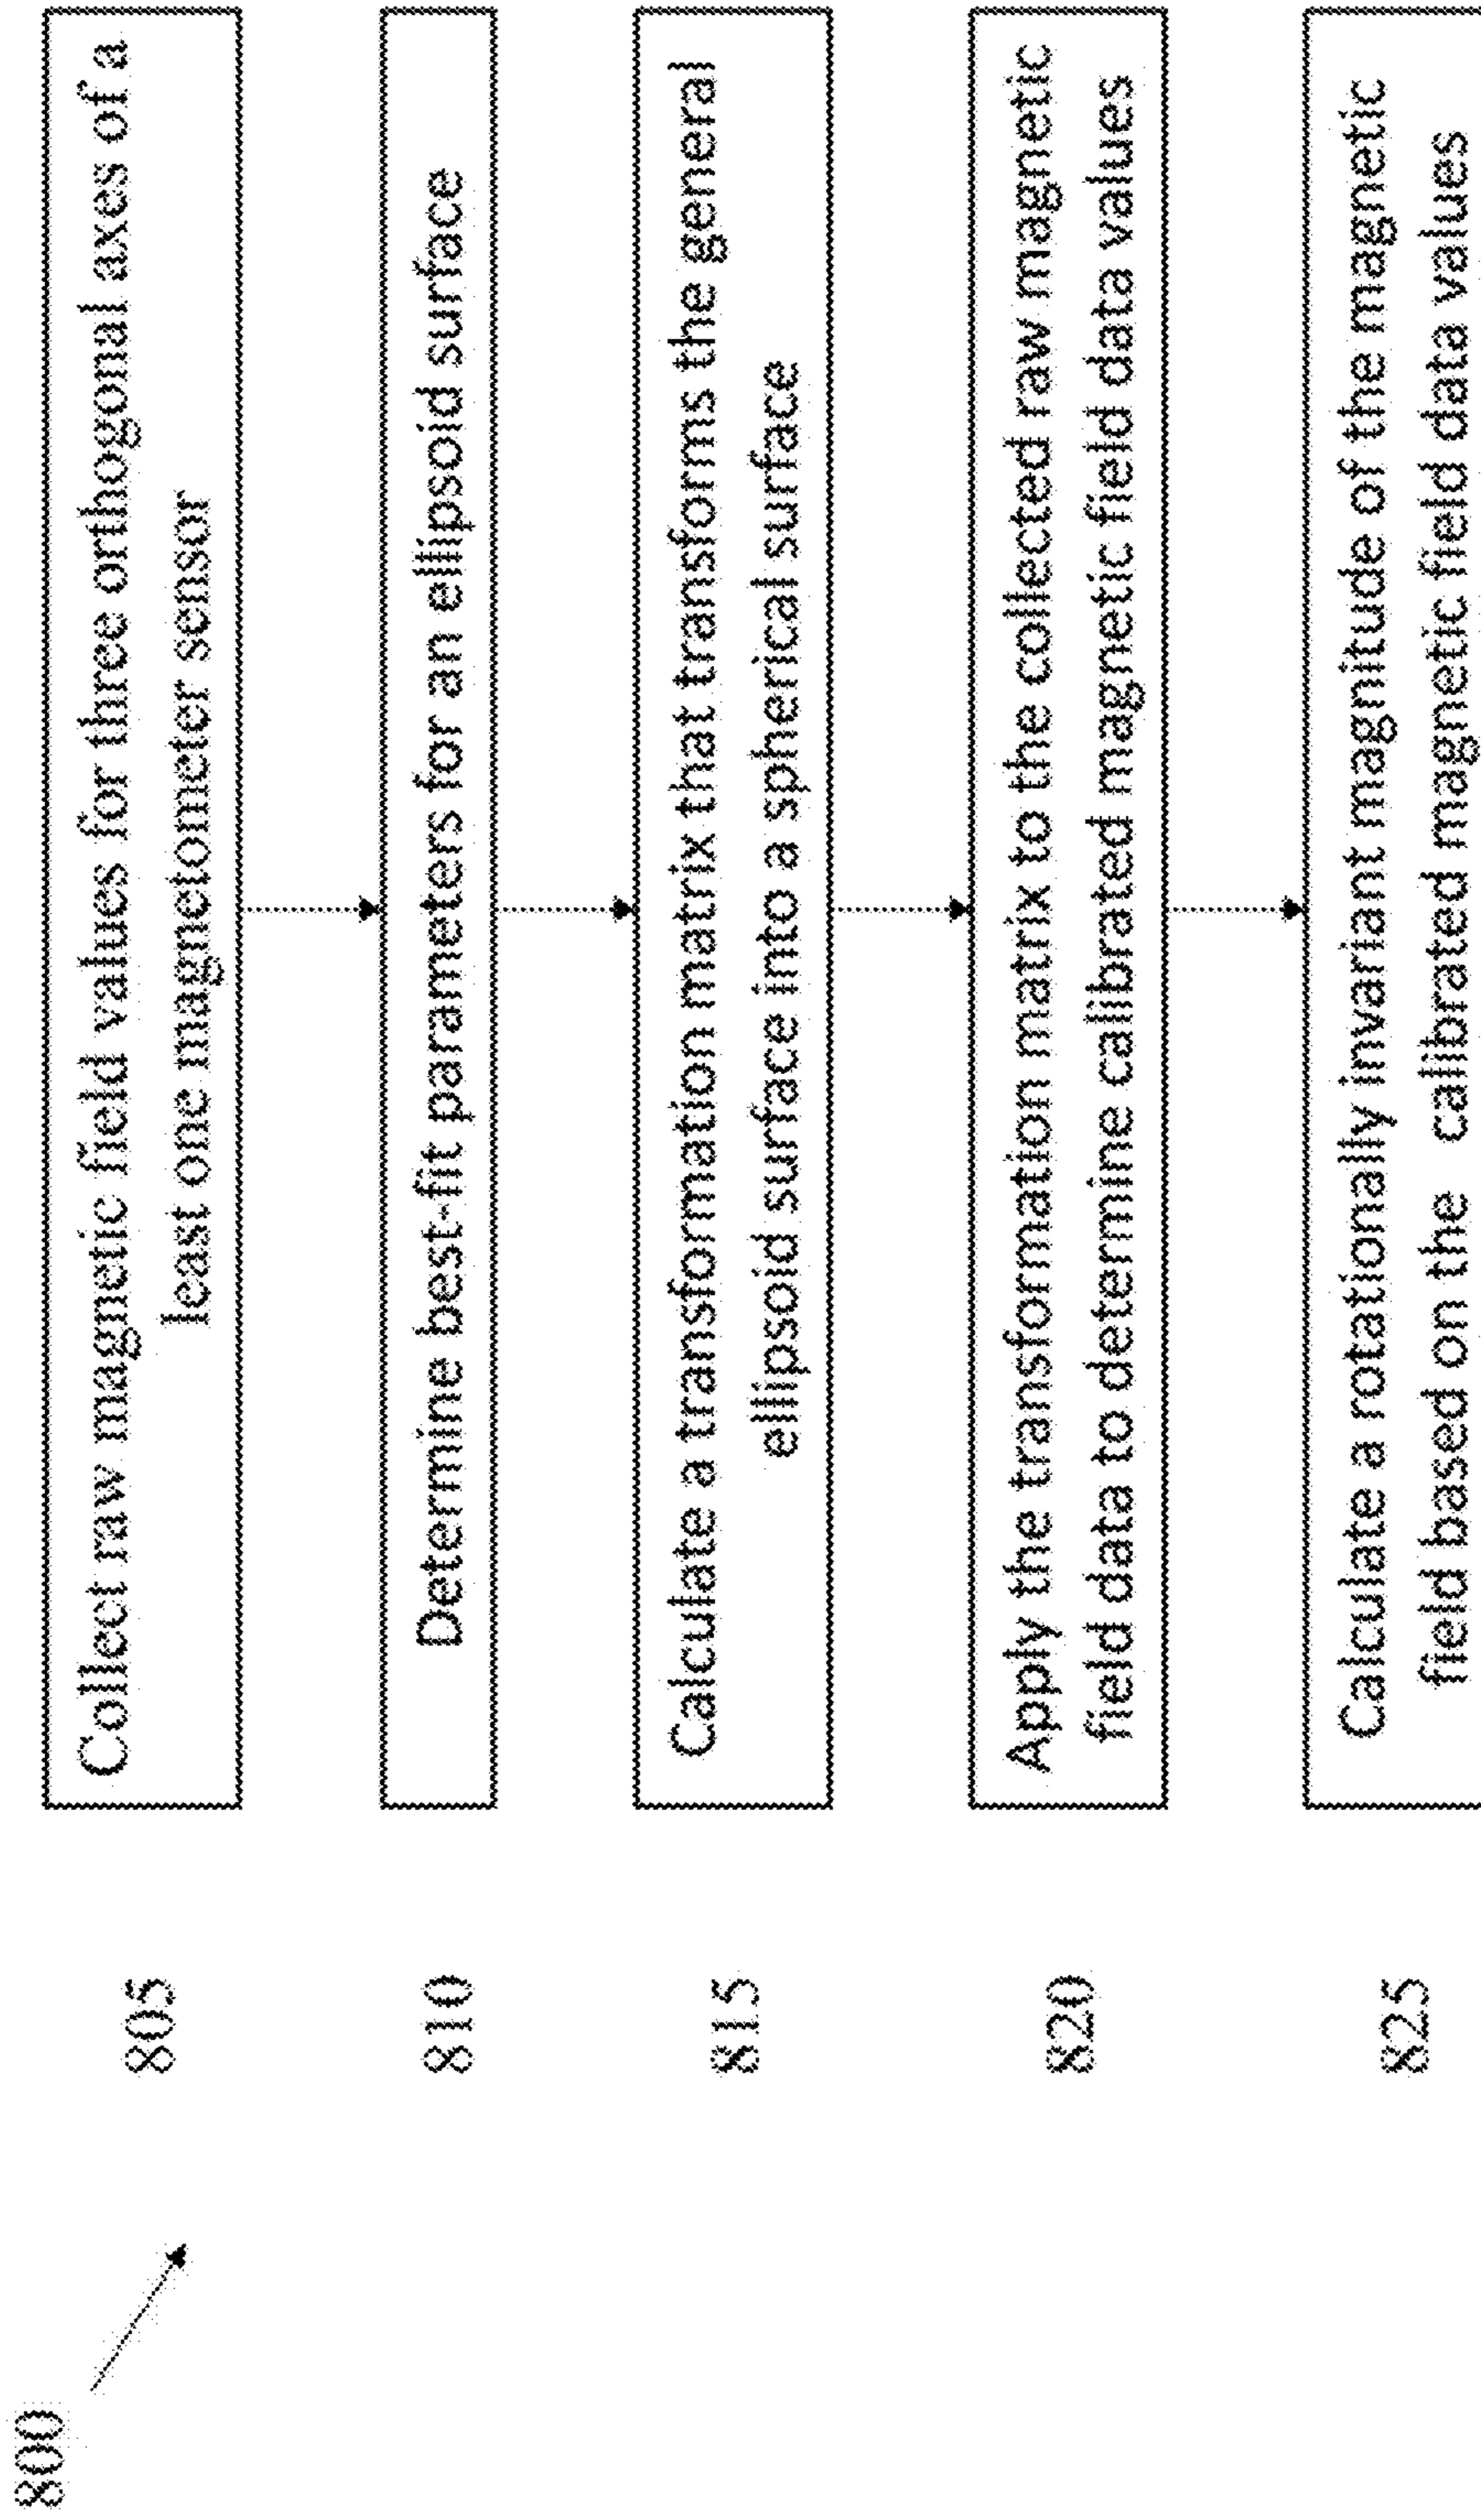 800
805
Collect raw magnetic field values for three orthogonal axes of a
least one magnetometer sensor
810
Determine best-fit parameters for an ellipsoid surface
815
Calculate a transformation matrix that transforms the general
ellipsoid surface into a spherical surface
820
Apply the transformation matrix to the collected raw magnetic
field data to determine calibrated magnetic field data values
825
Calculate a rotationally invariant magnitude of the magnetic
field based on the calibrated magnetic field data values